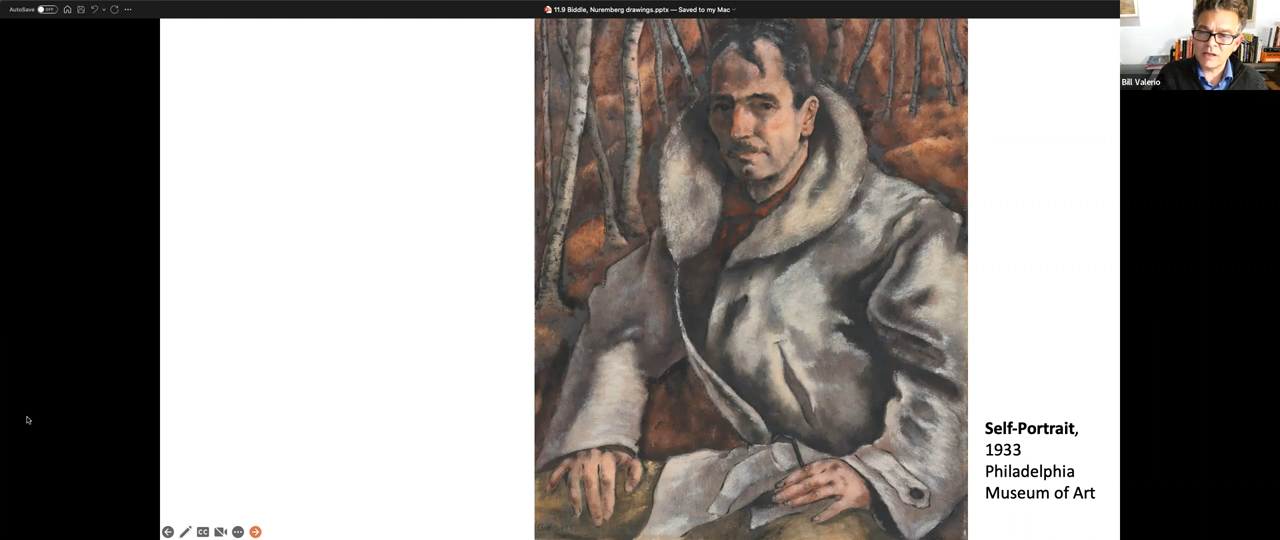 AutoSave OFF
11.9 Biddle, Nuremberg drawings.pptx — Saved to my Mac
Bill Valerio
Self-Portrait,
1933
Philadelphia
Museum of Art
CC